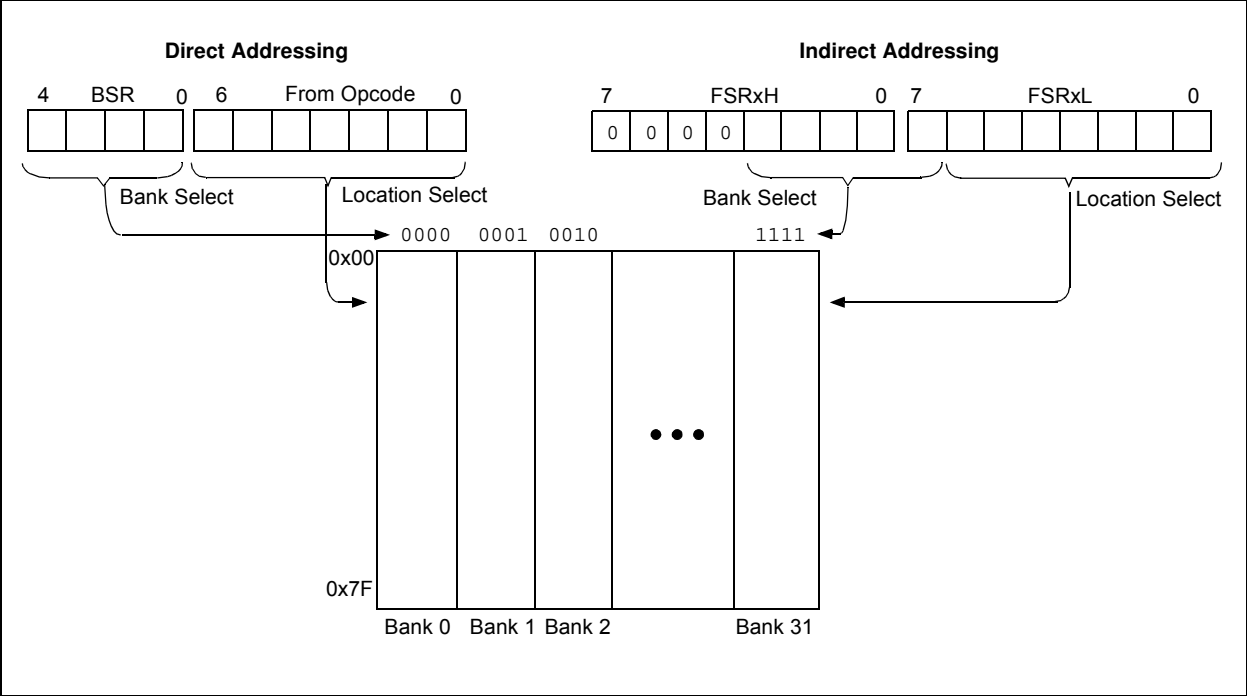 Direct Addressing
Indirect Addressing
4 BSR 0 6 From Opcode 0
7 FSRxH 0 7 FSRxL 0
0 0 0 0
Bank Select
Location Select
Bank Select
Location Select
0000 0001 0010 1111
0x00
0x7F
Bank 0 Bank 1 Bank 2 Bank 31